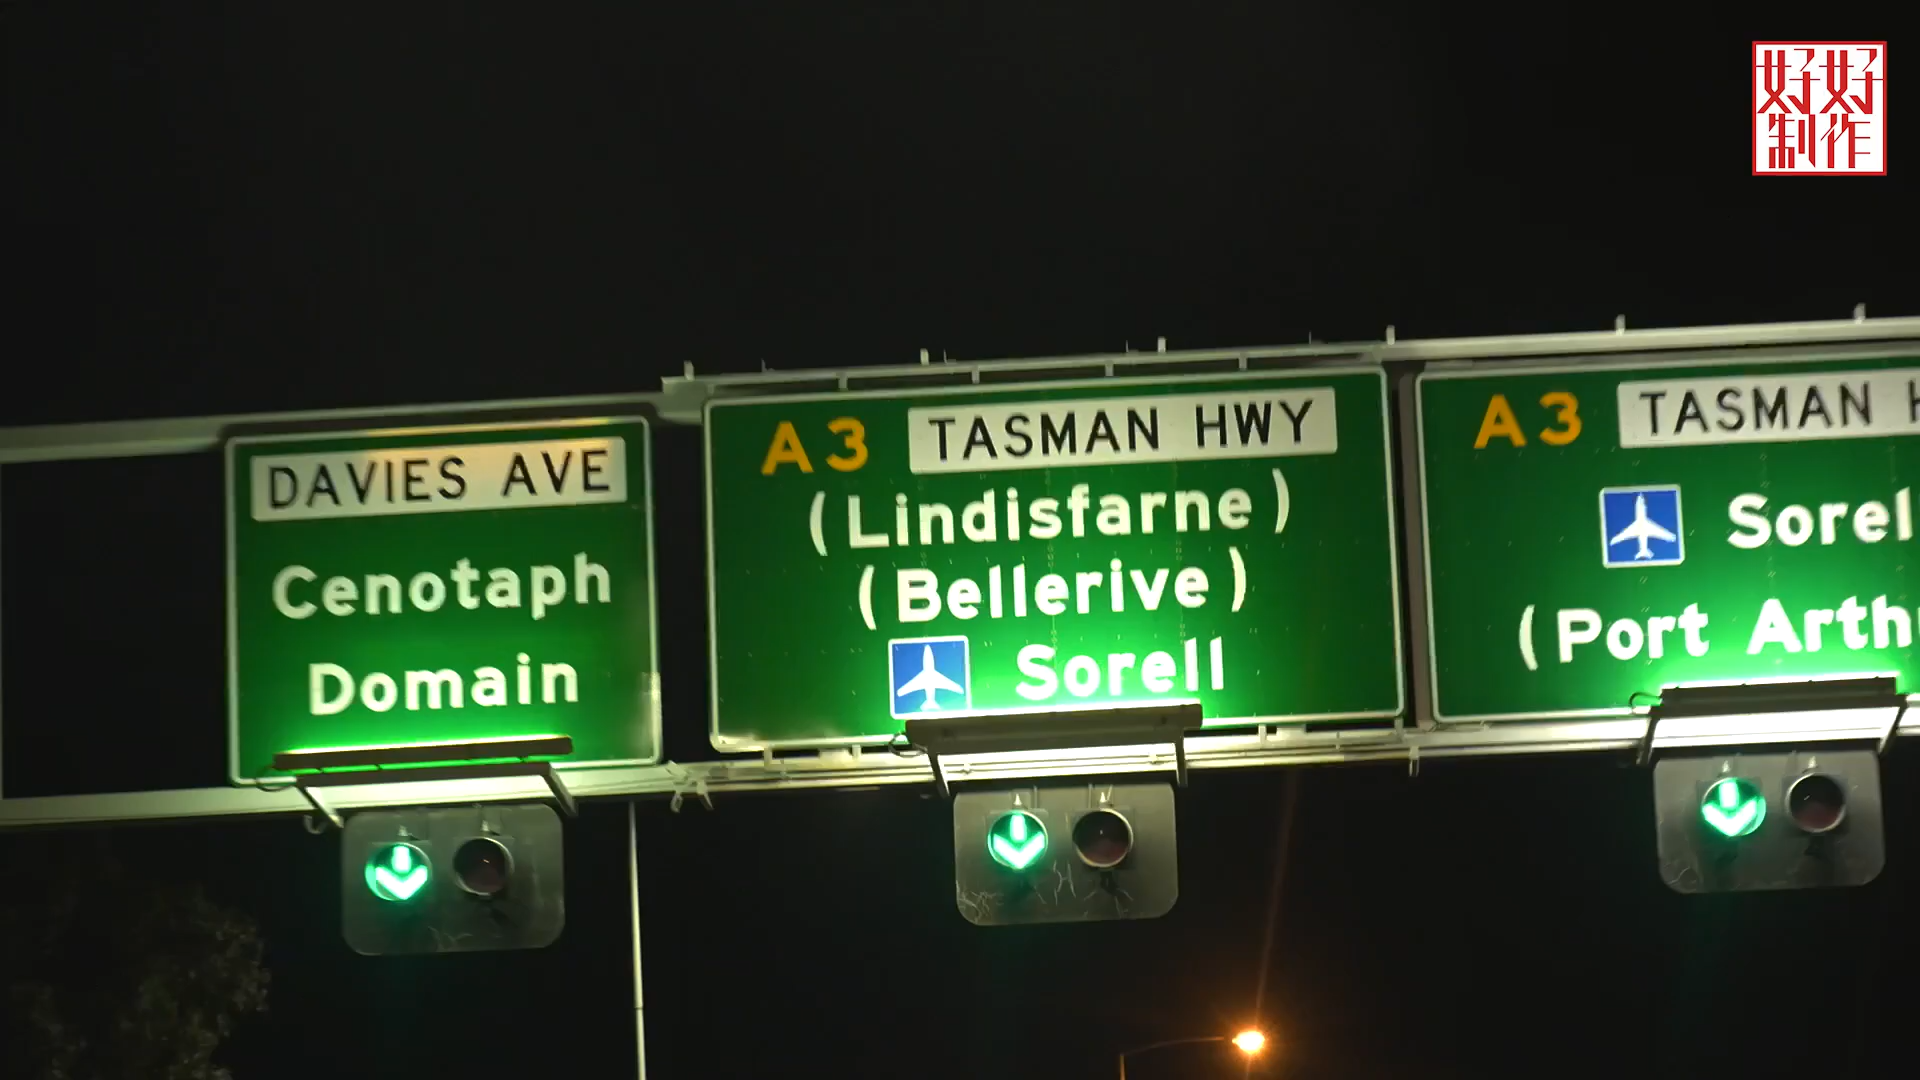 好好
制作
DAVIES AVE
Cenotaph
Domain
A3 TASMAN HWY
(Lindisfarne)
(Bellerive)
Sorell
A3 TASMAN
Sorel
(Port Arth